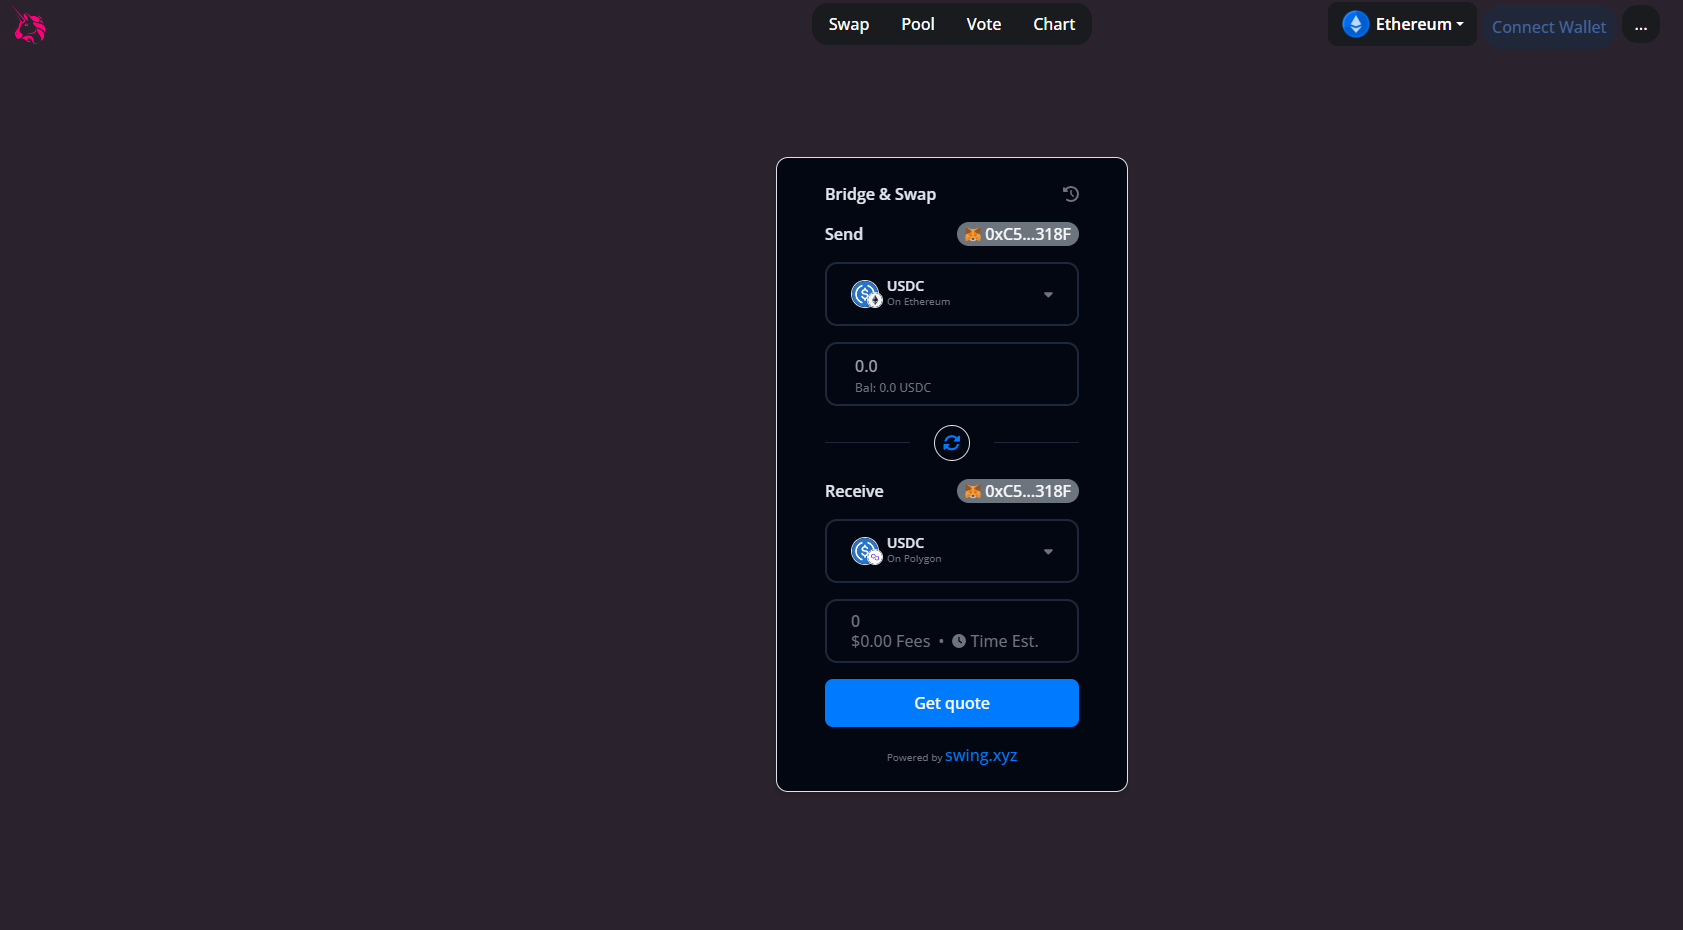 Swap Pool Vote Chart Ethereum Connect Wallet ...
Bridge & Swap
Send 0xC5...318F
USDC
On Ethereum
0.0
Bal: 0.0 USDC
Receive 0xC5...318F
USDC
On Polygon
0
$0.00 Fees • Time Est.
Get quote
Powered by swing.xyz